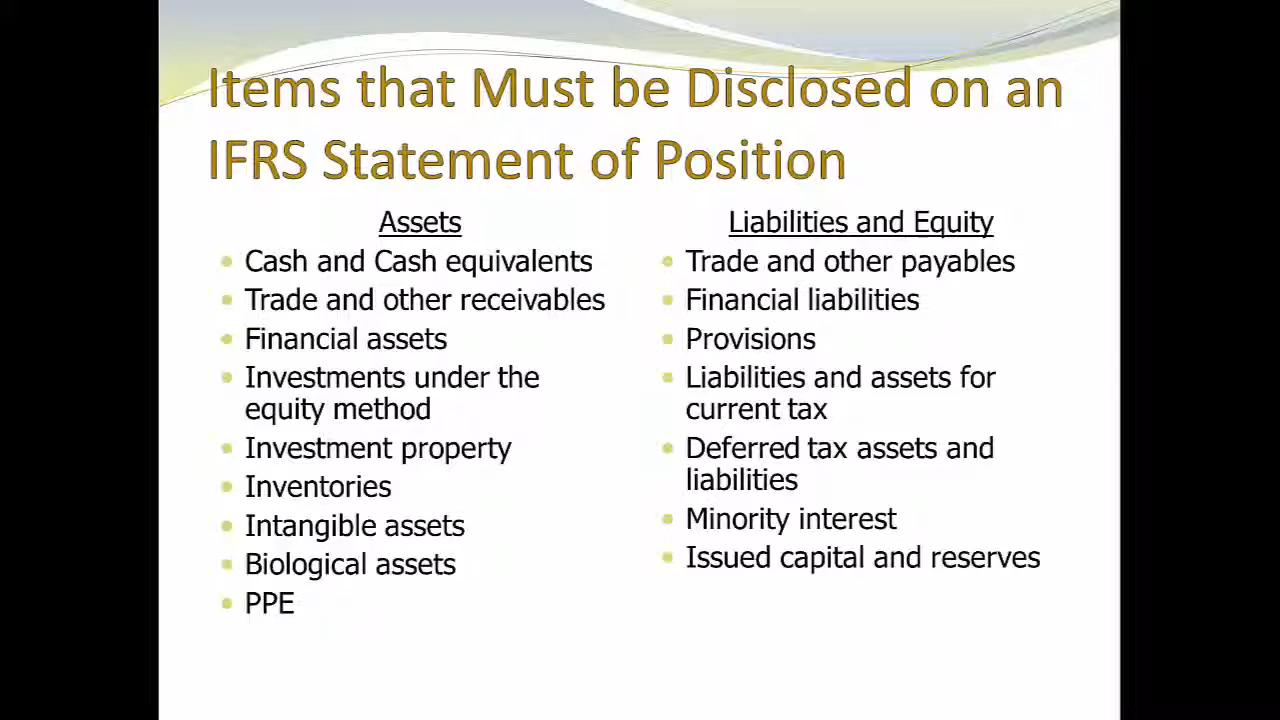 Items that Must be Disclosed on an
IFRS Statement of Position
Assets
• Cash and Cash equivalents
• Trade and other receivables
• Financial assets
• Investments under the
equity method
• Investment property
• Inventories
• Intangible assets
• Biological assets
• PPE
Liabilities and Equity
• Trade and other payables
• Financial liabilities
• Provisions
• Liabilities and assets for
current tax
• Deferred tax assets and
liabilities
• Minority interest
• Issued capital and reserves